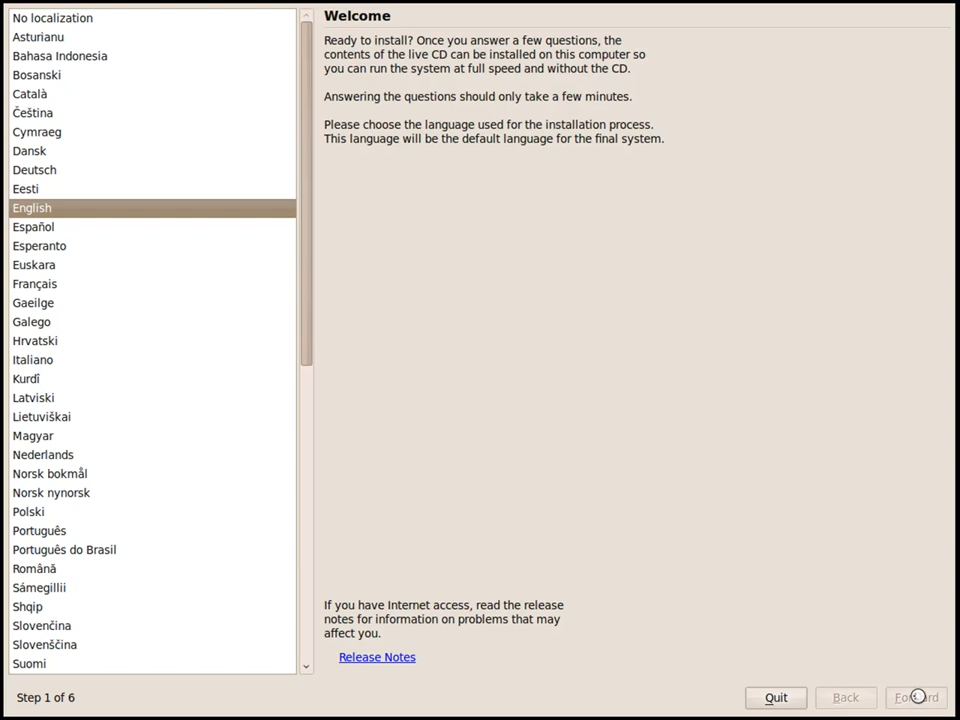 No localization
Asturianu
Bahasa Indonesia
Bosanski
Català
Čeština
Cymraeg
Dansk
Deutsch
Eesti
English
Español
Esperanto
Euskara
Français
Gaeilge
Galego
Hrvatski
Italiano
Kurdî
Latviski
Lietuviškai
Magyar
Nederlands
Norsk bokmål
Norsk nynorsk
Polski
Português
Português do Brasil
Română
Sámegillii
Shqip
Slovenčina
Slovenščina
Suomi
Welcome
Ready to install? Once you answer a few questions, the
contents of the live CD can be installed on this computer so
you can run the system at full speed and without the CD.
Answering the questions should only take a few minutes.
Please choose the language used for the installation process.
This language will be the default language for the final system.
If you have Internet access, read the release
notes for information on problems that may
affect you.
Release Notes
Step 1 of 6
Quit
Back
Forward